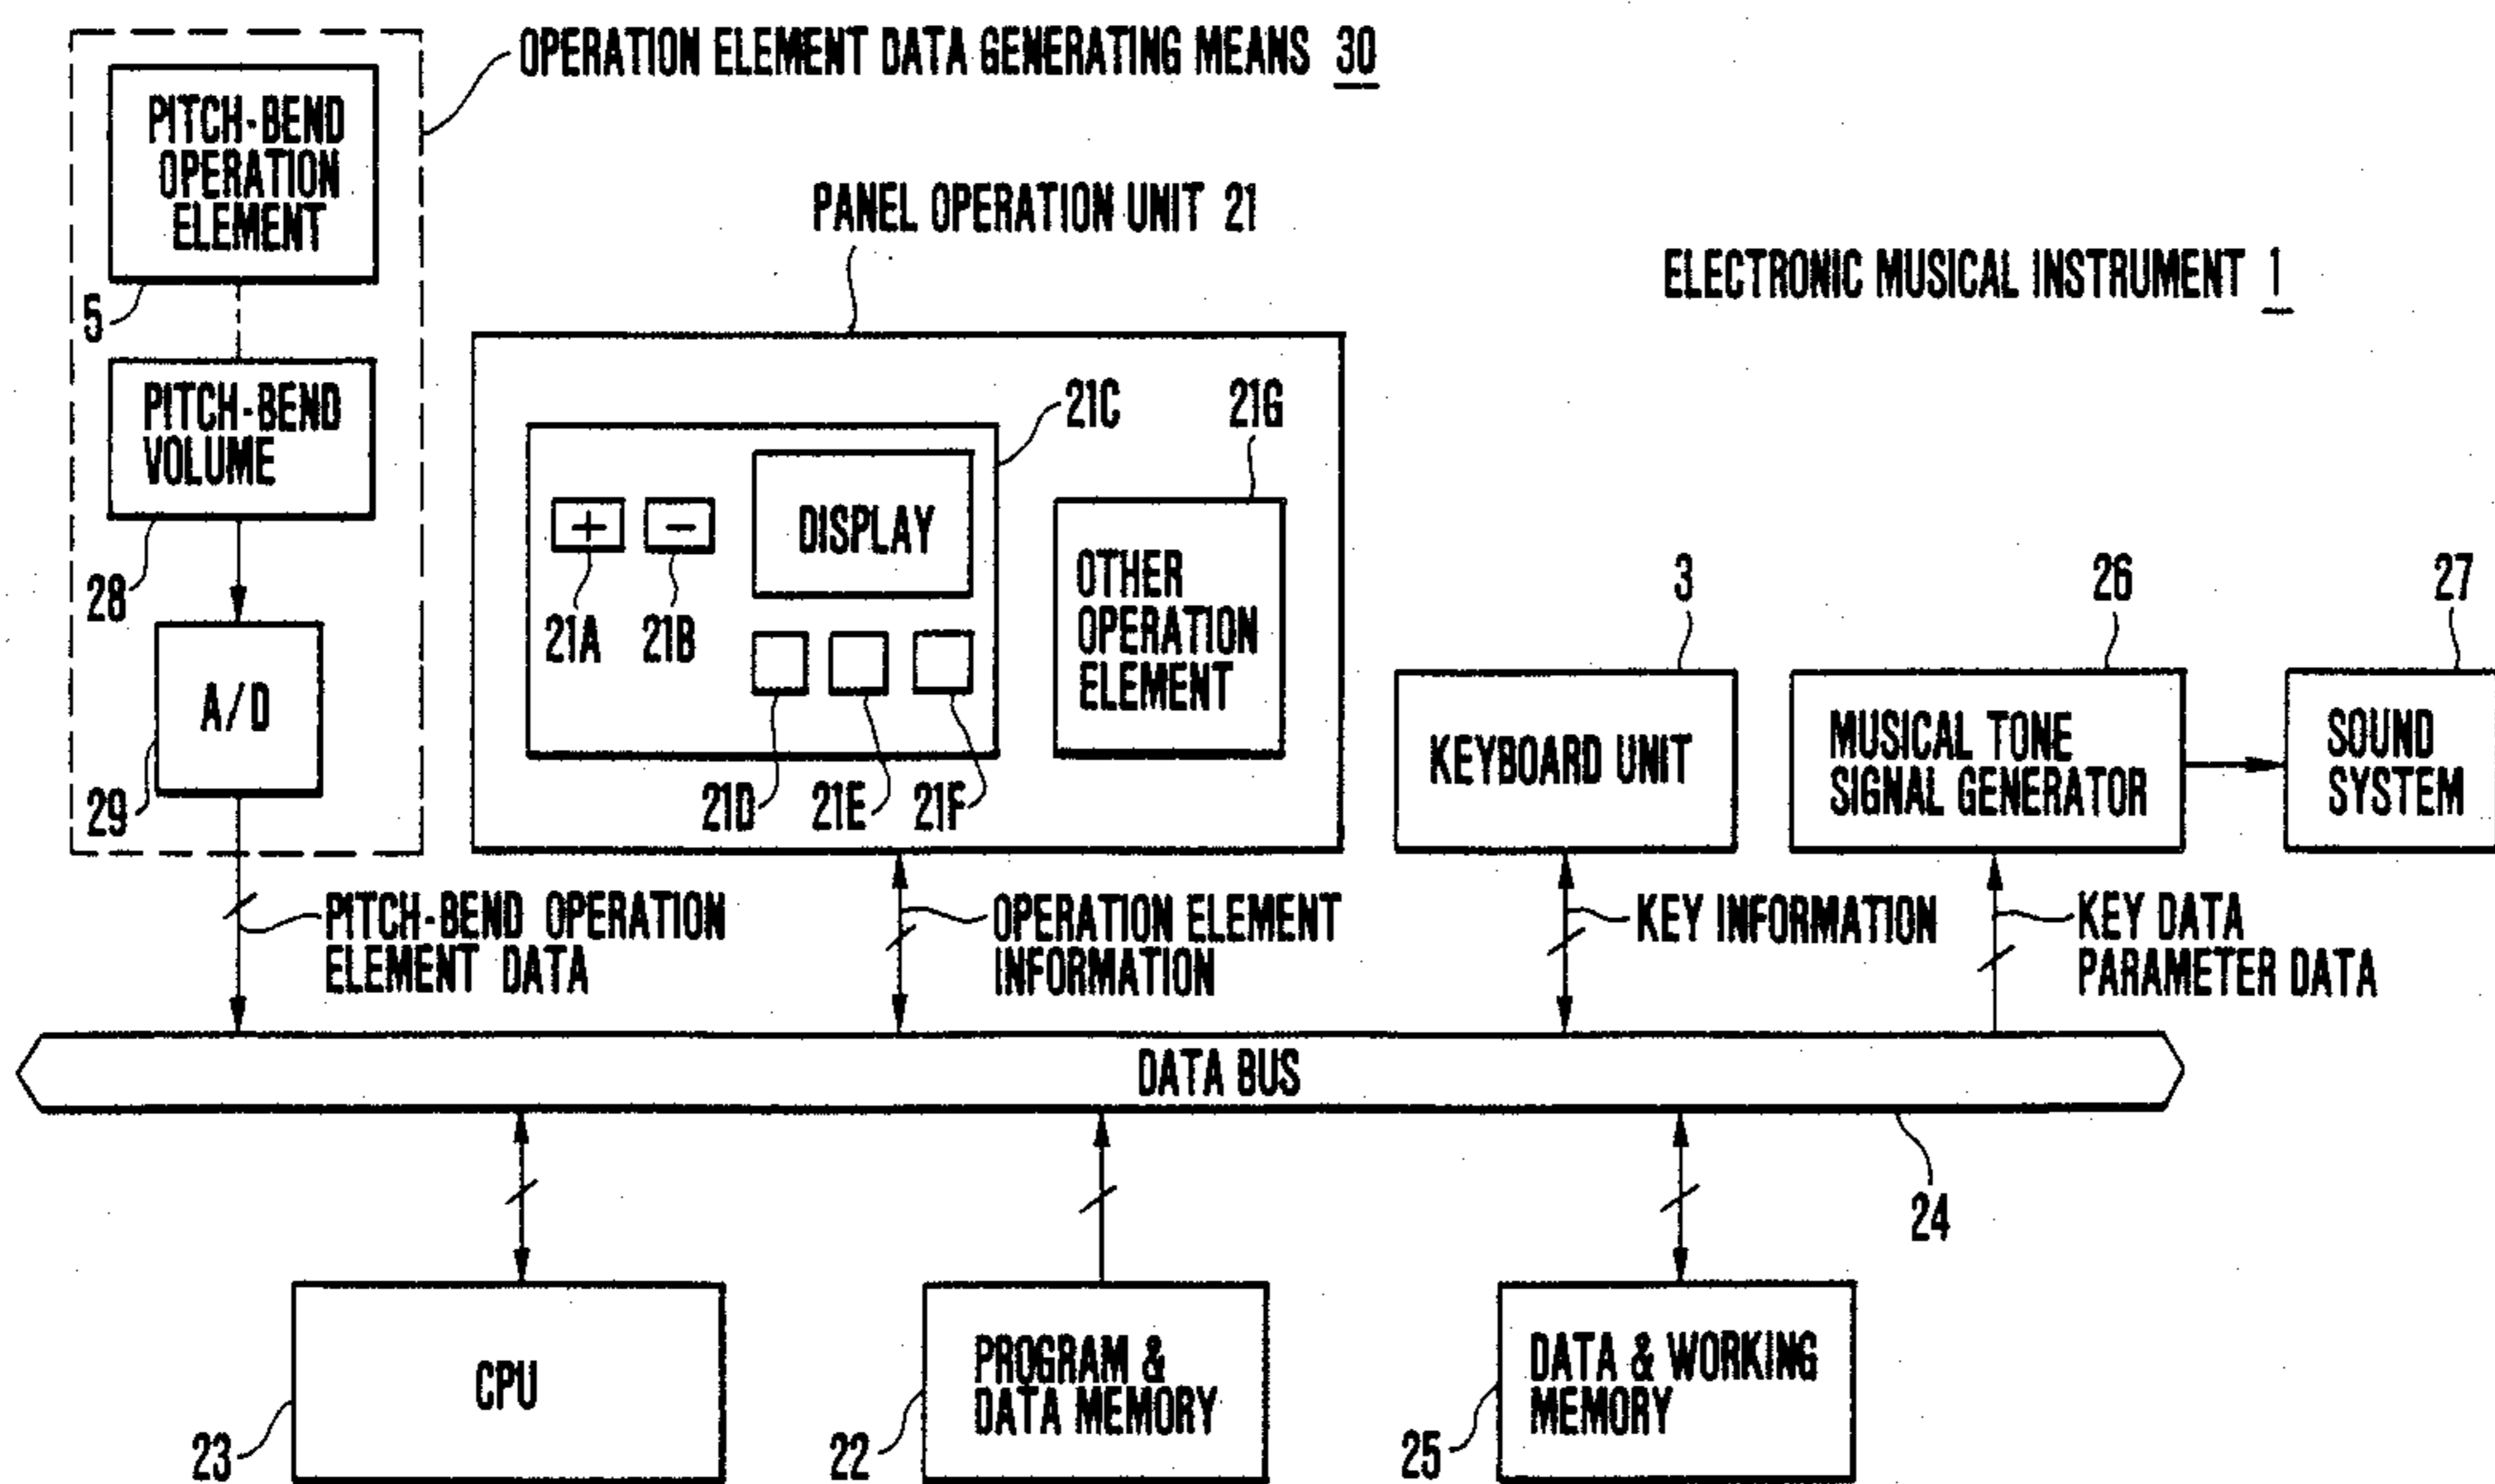 OPERATION ELEMENT DATA GENERATING MEANS 30
PITCH-BEND
OPERATION
ELEMENT
5
PITCH-BEND
VOLUME
28
A/D
29
PANEL OPERATION UNIT 21
ELECTRONIC MUSICAL INSTRUMENT 1
21C
21G
+
-
DISPLAY
21A
21B
OTHER
OPERATION
ELEMENT
21D
21E
21F
3
KEYBOARD UNIT
26
MUSICAL TONE
SIGNAL GENERATOR
27
SOUND
SYSTEM
PITCH-BEND OPERATION
ELEMENT DATA
OPERATION ELEMENT
INFORMATION
KEY INFORMATION
KEY DATA
PARAMETER DATA
DATA BUS
24
CPU
23
PROGRAM &
DATA MEMORY
22
DATA & WORKING
MEMORY
25